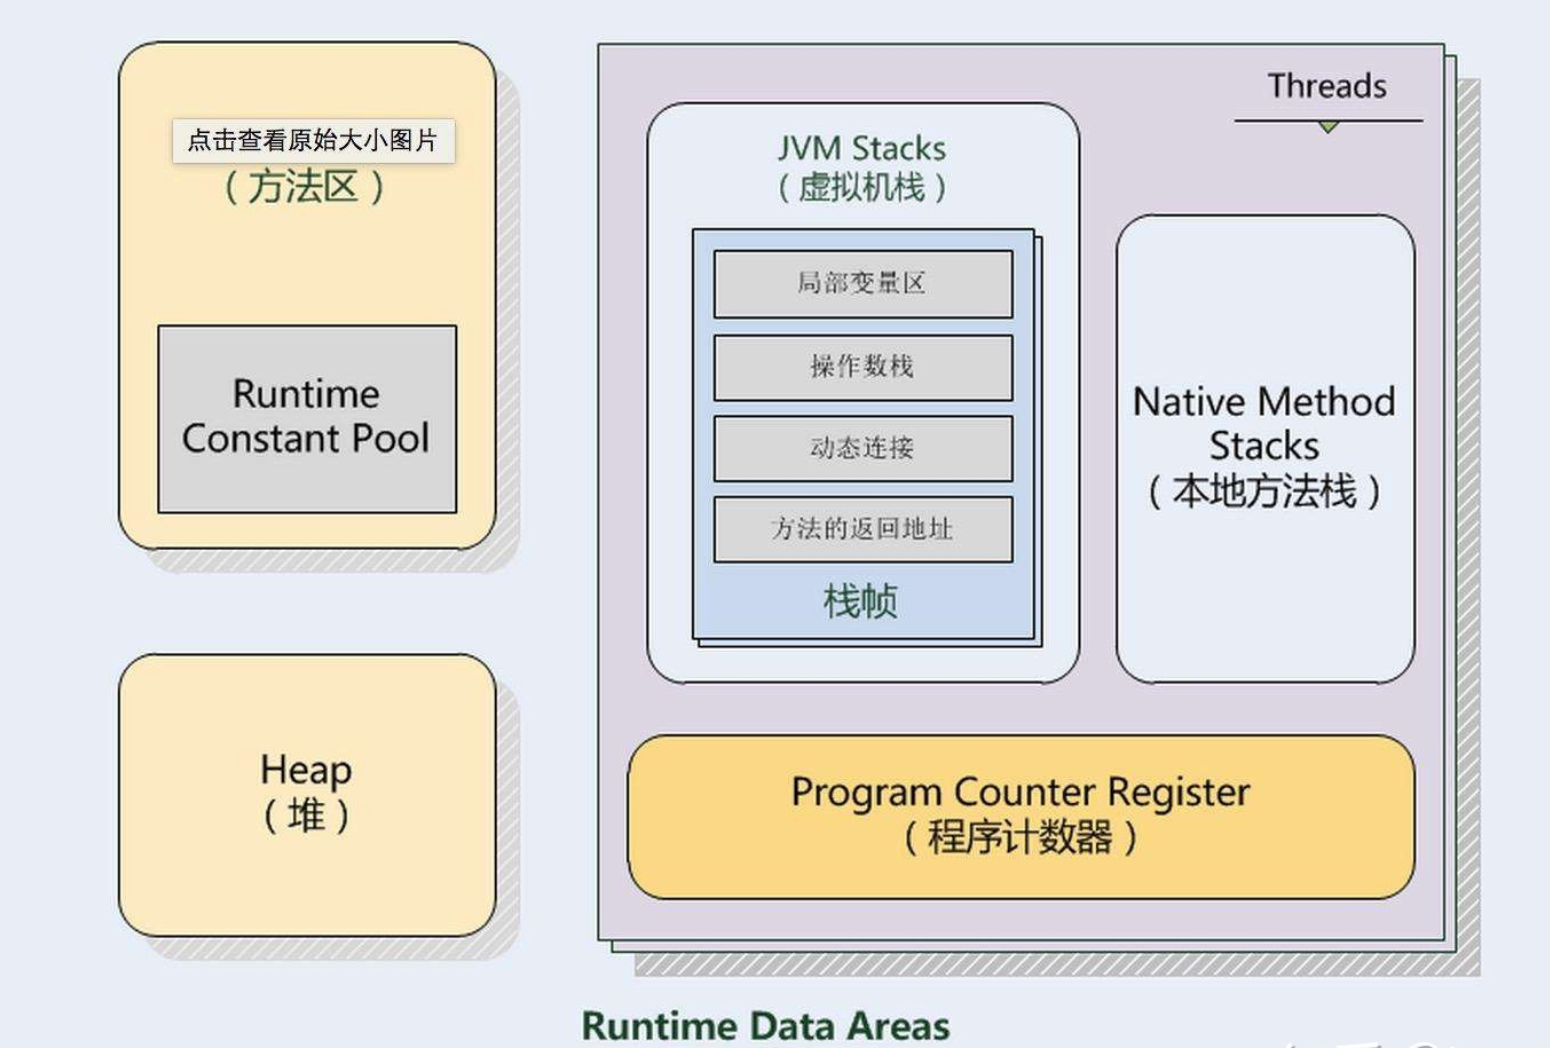 点击查看原始大小图片
（方法区）
Runtime
Constant Pool
Heap
（堆）
Threads
JVM Stacks
（虚拟机栈）
局部变量区
操作数栈
动态连接
方法的返回地址
栈帧
Native Method
Stacks
（本地方法栈）
Program Counter Register
（程序计数器）
Runtime Data Areas